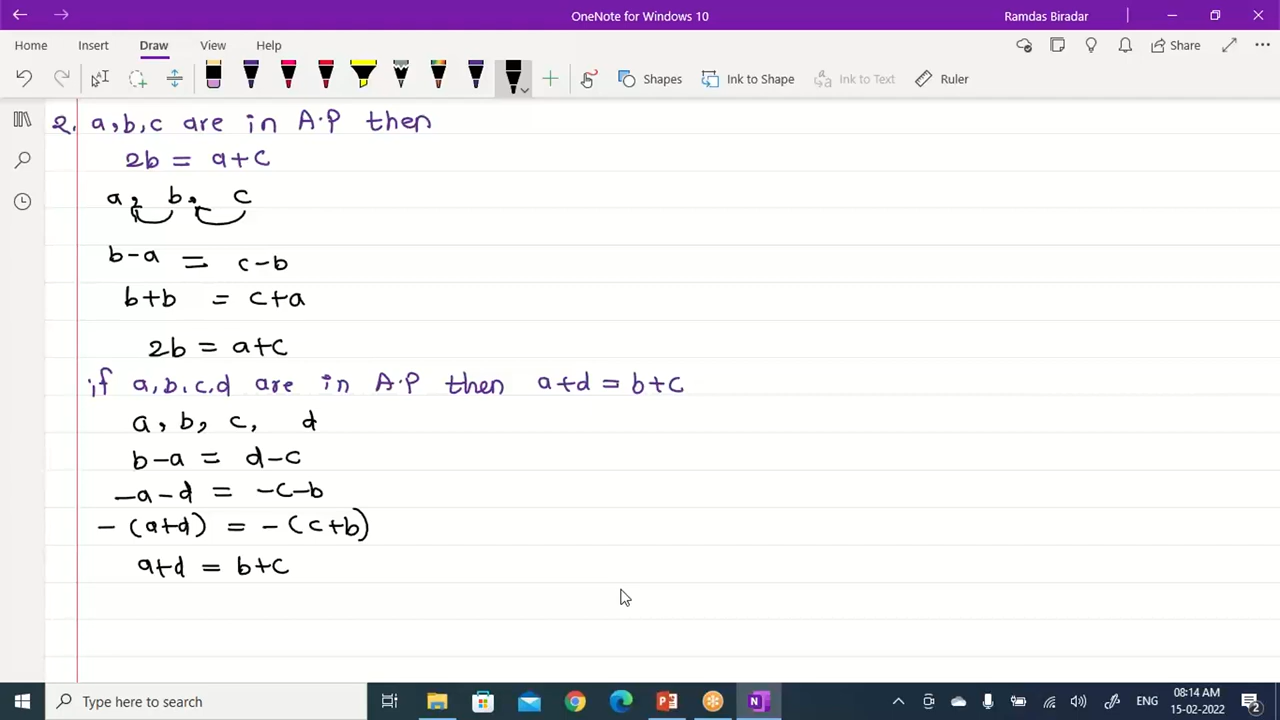 OneNote for Windows 10
Ramdas Biradar
Home Insert Draw View Help
Share
Shapes Ink to Shape Ink to Text Ruler
2. a,b,c are in A.P then
2b = a+c
a, b, c
b-a = c-b
b+b = c+a
2b = a+c
if a,b,c,d are in A.P then a+d = b+c
a, b, c, d
b-a = d-c
-a-d = -c-b
-(a+d) = -(c+b)
a+d = b+c
Type here to search
ENG
08:14 AM
15-02-2022
2